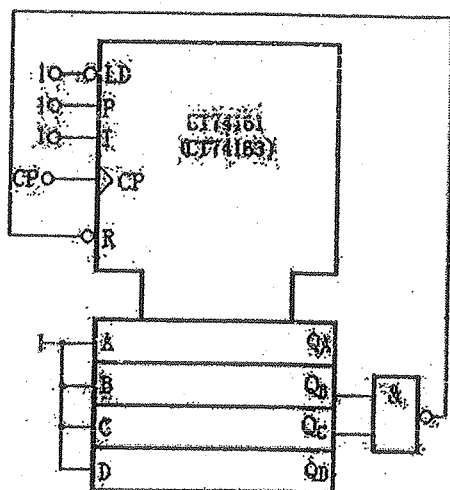 1 LD
1 P
1 T
CT74161
(CT74163)
CP CP
R
1 A QA
B QB
&
C QC
D QD